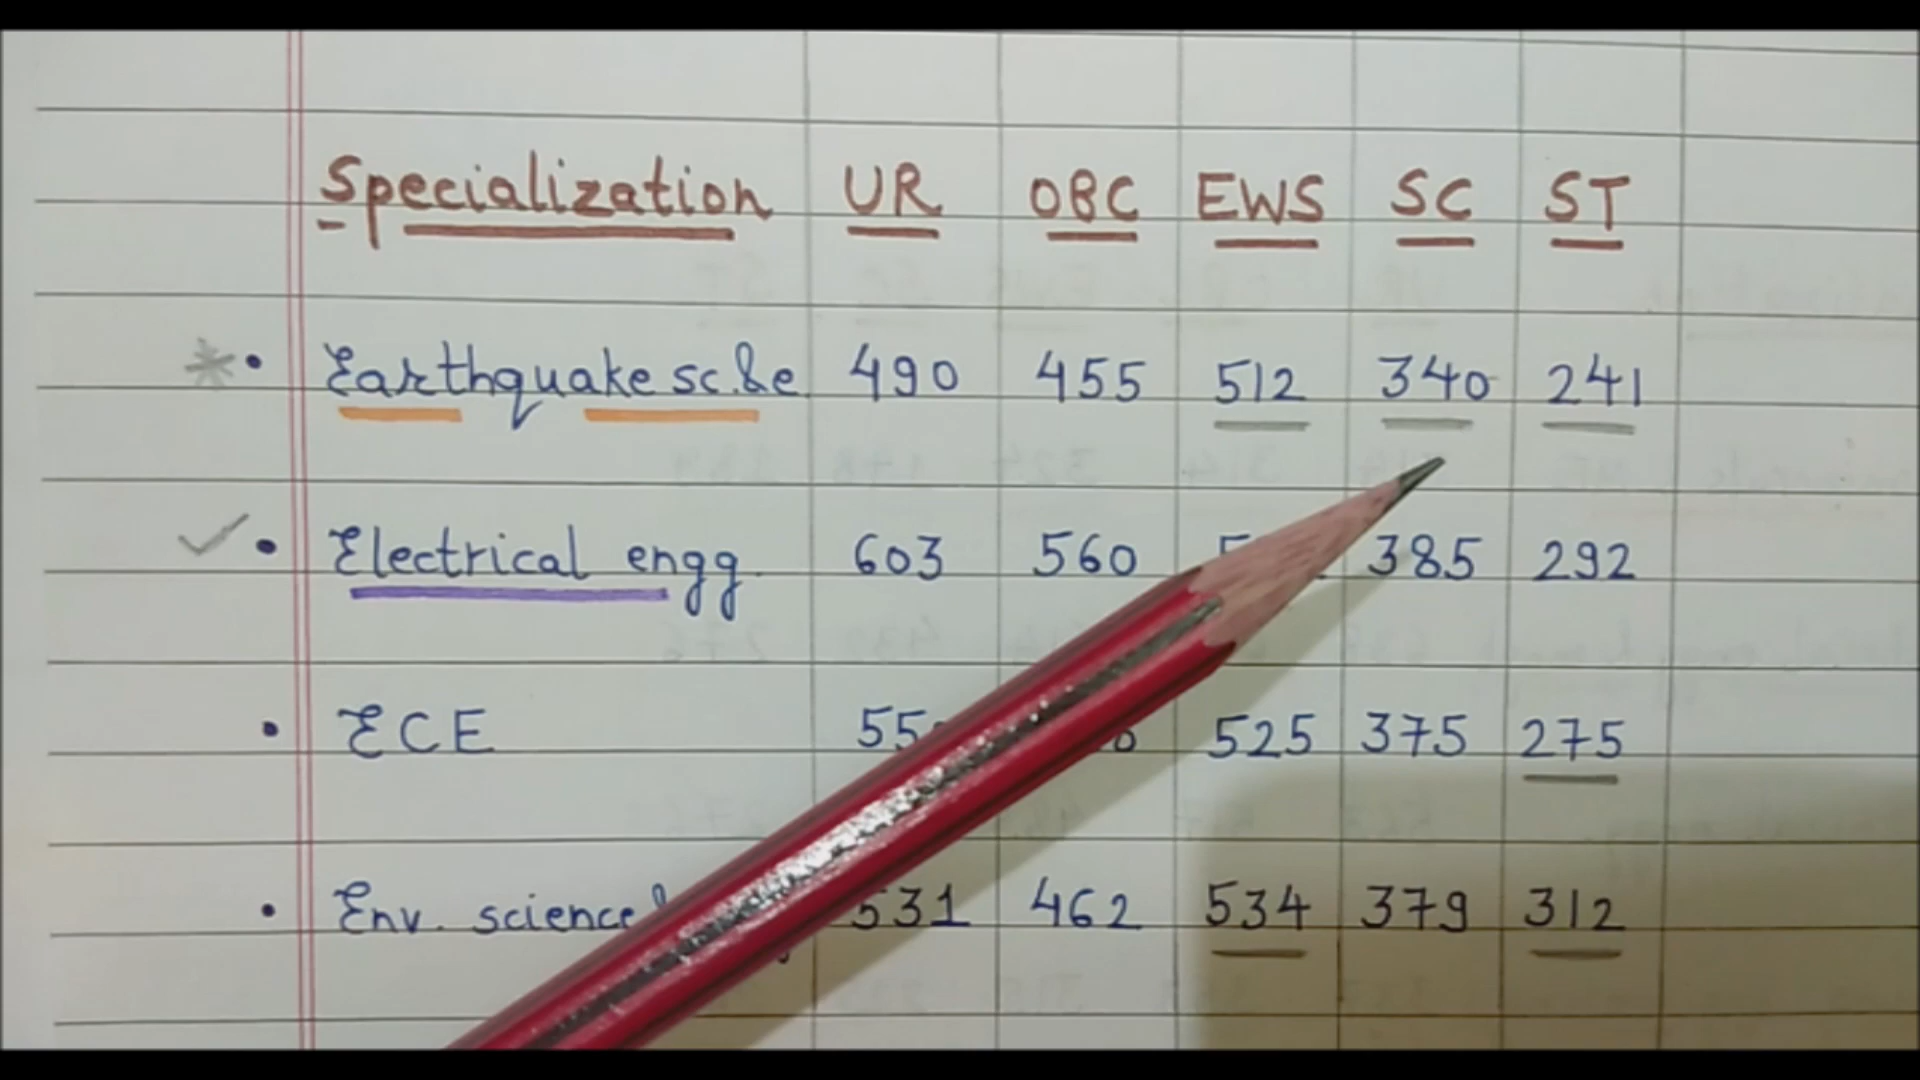 Specialization UR OBC EWS SC ST
Earthquake sc.&e 490 455 512 340 241
Electrical engg. 603 560 385 292
ECE 525 375 275
Env. science 531 462 534 379 312